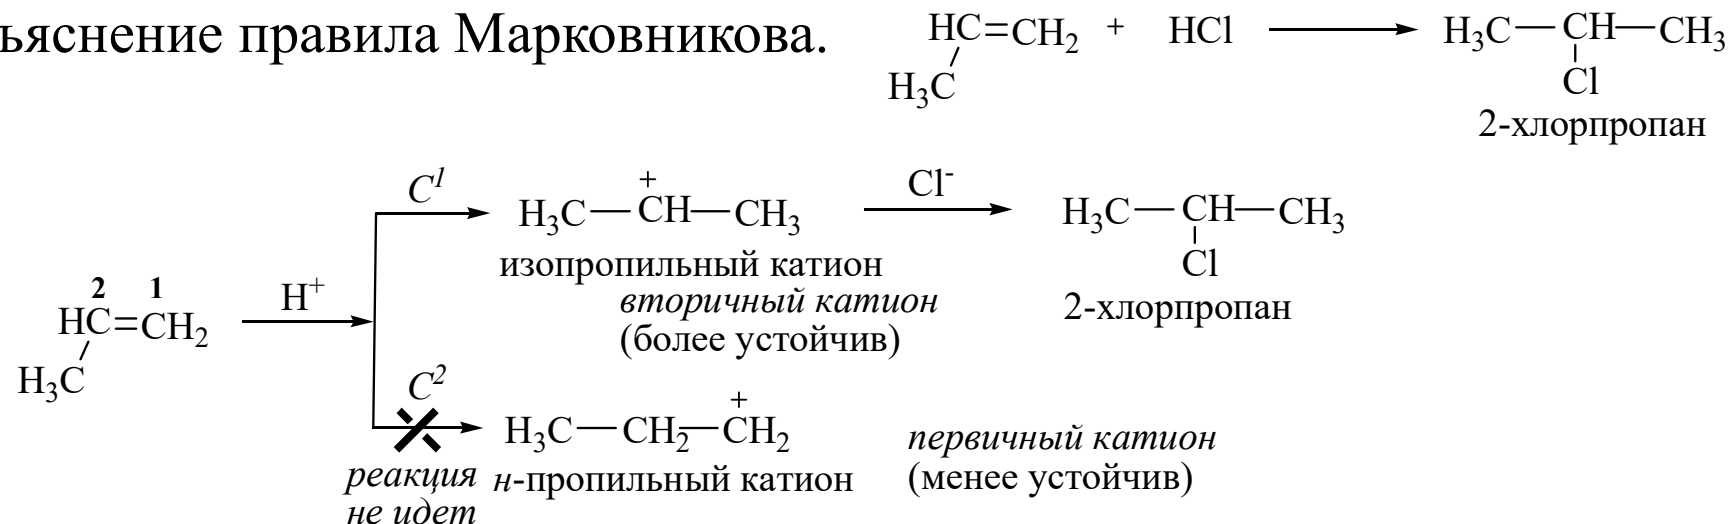 ъяснение правила Марковникова.
HC=CH₂ + HCl
H₃C
H₃C—CH—CH₃
Cl
2-хлорпропан
2 1
HC=CH₂
H₃C
H⁺
C¹
+
H₃C—CH—CH₃
изопропильный катион
вторичный катион
(более устойчив)
Cl⁻
H₃C—CH—CH₃
Cl
2-хлорпропан
C²
реакция
не идет
+
H₃C—CH₂—CH₂
н-пропильный катион
первичный катион
(менее устойчив)